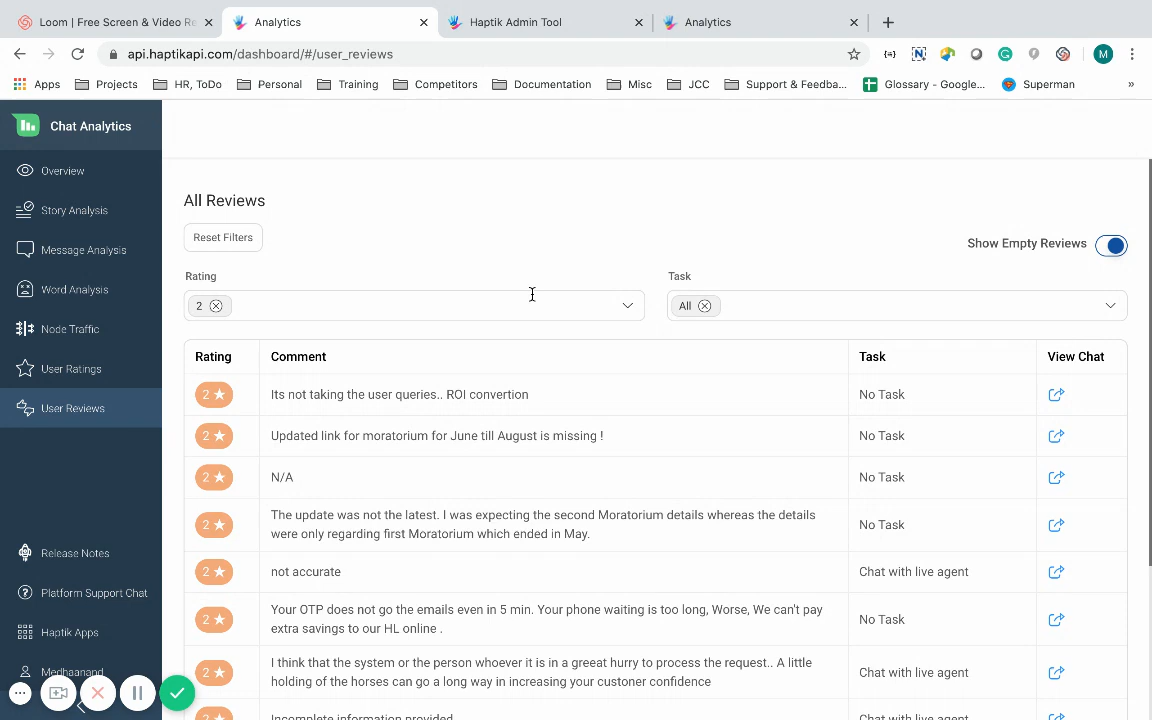 Loom | Free Screen & Video Re
Analytics
Haptik Admin Tool
Analytics
api.haptikapi.com/dashboard/#/user_reviews
M
Apps
Projects
HR, ToDo
Personal
Training
Competitors
Documentation
Misc
JCC
Support & Feedba...
Glossary - Google...
Superman
»
Chat Analytics
Overview
Story Analysis
Message Analysis
Word Analysis
Node Traffic
User Ratings
User Reviews
Release Notes
Platform Support Chat
Haptik Apps
Medhaanand
All Reviews
Reset Filters
Show Empty Reviews
Rating
Task
2
All
Rating Comment Task View Chat
2 Its not taking the user queries.. ROI convertion No Task
2 Updated link for moratorium for June till August is missing ! No Task
2 N/A No Task
2 The update was not the latest. I was expecting the second Moratorium details whereas the details No Task
were only regarding first Moratorium which ended in May.
2 not accurate Chat with live agent
2 Your OTP does not go the emails even in 5 min. Your phone waiting is too long, Worse, We can't pay No Task
extra savings to our HL online .
2 I think that the system or the person whoever it is in a greeat hurry to process the request.. A little Chat with live agent
holding of the horses can go a long way in increasing your custoner confidence
2 Incomplete information provided Chat with live agent